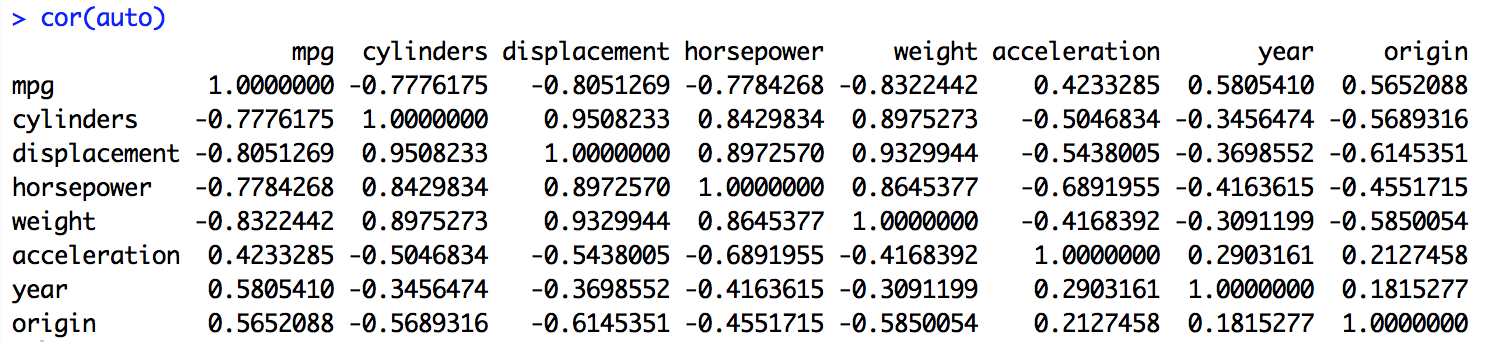 > cor(auto)
mpg cylinders displacement horsepower weight acceleration year origin
mpg 1.0000000 -0.7776175 -0.8051269 -0.7784268 -0.8322442 0.4233285 0.5805410 0.5652088
cylinders -0.7776175 1.0000000 0.9508233 0.8429834 0.8975273 -0.5046834 -0.3456474 -0.5689316
displacement -0.8051269 0.9508233 1.0000000 0.8972570 0.9329944 -0.5438005 -0.3698552 -0.6145351
horsepower -0.7784268 0.8429834 0.8972570 1.0000000 0.8645377 -0.6891955 -0.4163615 -0.4551715
weight -0.8322442 0.8975273 0.9329944 0.8645377 1.0000000 -0.4168392 -0.3091199 -0.5850054
acceleration 0.4233285 -0.5046834 -0.5438005 -0.6891955 -0.4168392 1.0000000 0.2903161 0.2127458
year 0.5805410 -0.3456474 -0.3698552 -0.4163615 -0.3091199 0.2903161 1.0000000 0.1815277
origin 0.5652088 -0.5689316 -0.6145351 -0.4551715 -0.5850054 0.2127458 0.1815277 1.0000000